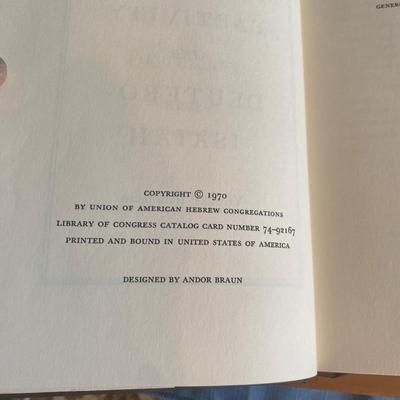 GENER
COPYRIGHT © 1970
BY UNION OF AMERICAN HEBREW CONGREGATIONS
LIBRARY OF CONGRESS CATALOG CARD NUMBER 74-92167
PRINTED AND BOUND IN UNITED STATES OF AMERICA
DESIGNED BY ANDOR BRAUN